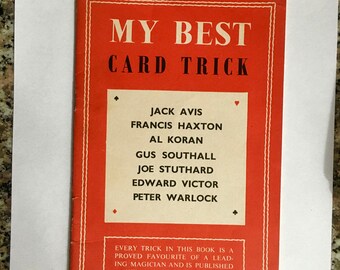 MY BEST
CARD TRICK
JACK AVIS
FRANCIS HAXTON
AL KORAN
GUS SOUTHALL
JOE STUTHARD
EDWARD VICTOR
PETER WARLOCK
EVERY TRICK IN THIS BOOK IS A
PROVED FAVOURITE OF A LEAD-
ING MAGICIAN AND IS PUBLISHED